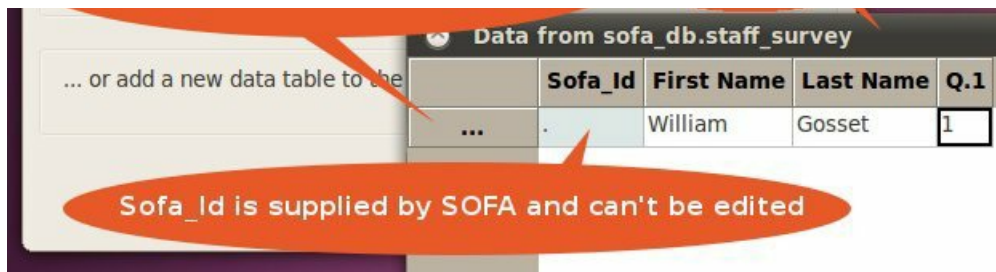 Data from sofa_db.staff_survey
... or add a new data table to the
Sofa_Id First Name Last Name Q.1
... . William Gosset 1
Sofa_Id is supplied by SOFA and can't be edited